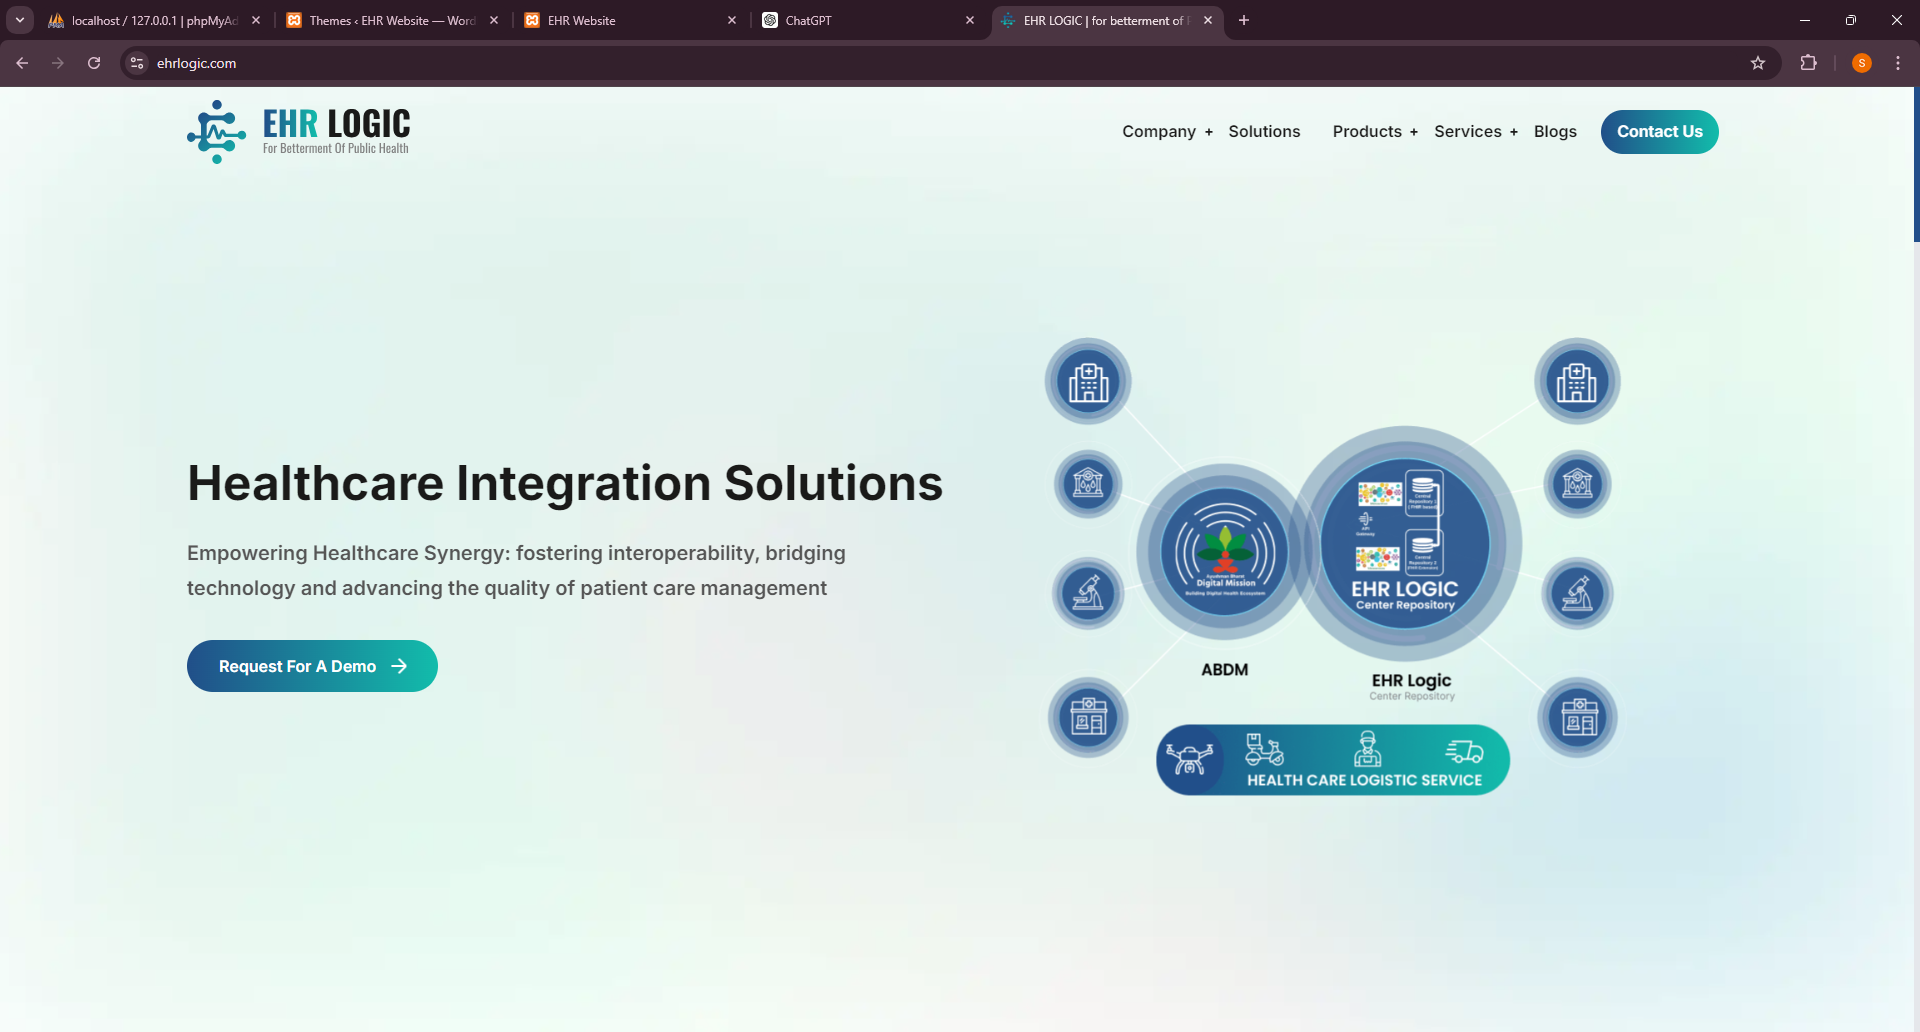 localhost / 127.0.0.1 | phpMyAd
Themes ‹ EHR Website — Word
EHR Website
ChatGPT
EHR LOGIC | for betterment of P
ehrlogic.com
S
EHR LOGIC
For Betterment Of Public Health
Company + Solutions Products + Services + Blogs Contact Us
Healthcare Integration Solutions
Empowering Healthcare Synergy: fostering interoperability, bridging
technology and advancing the quality of patient care management
Request For A Demo
Ayushman Bharat
Digital Mission
Building Digital Health Ecosystem
Central
Repository 1
API
Gateway
Central
Repository 2
EHR LOGIC
Center Repository
ABDM
EHR Logic
Center Repository
HEALTH CARE LOGISTIC SERVICE